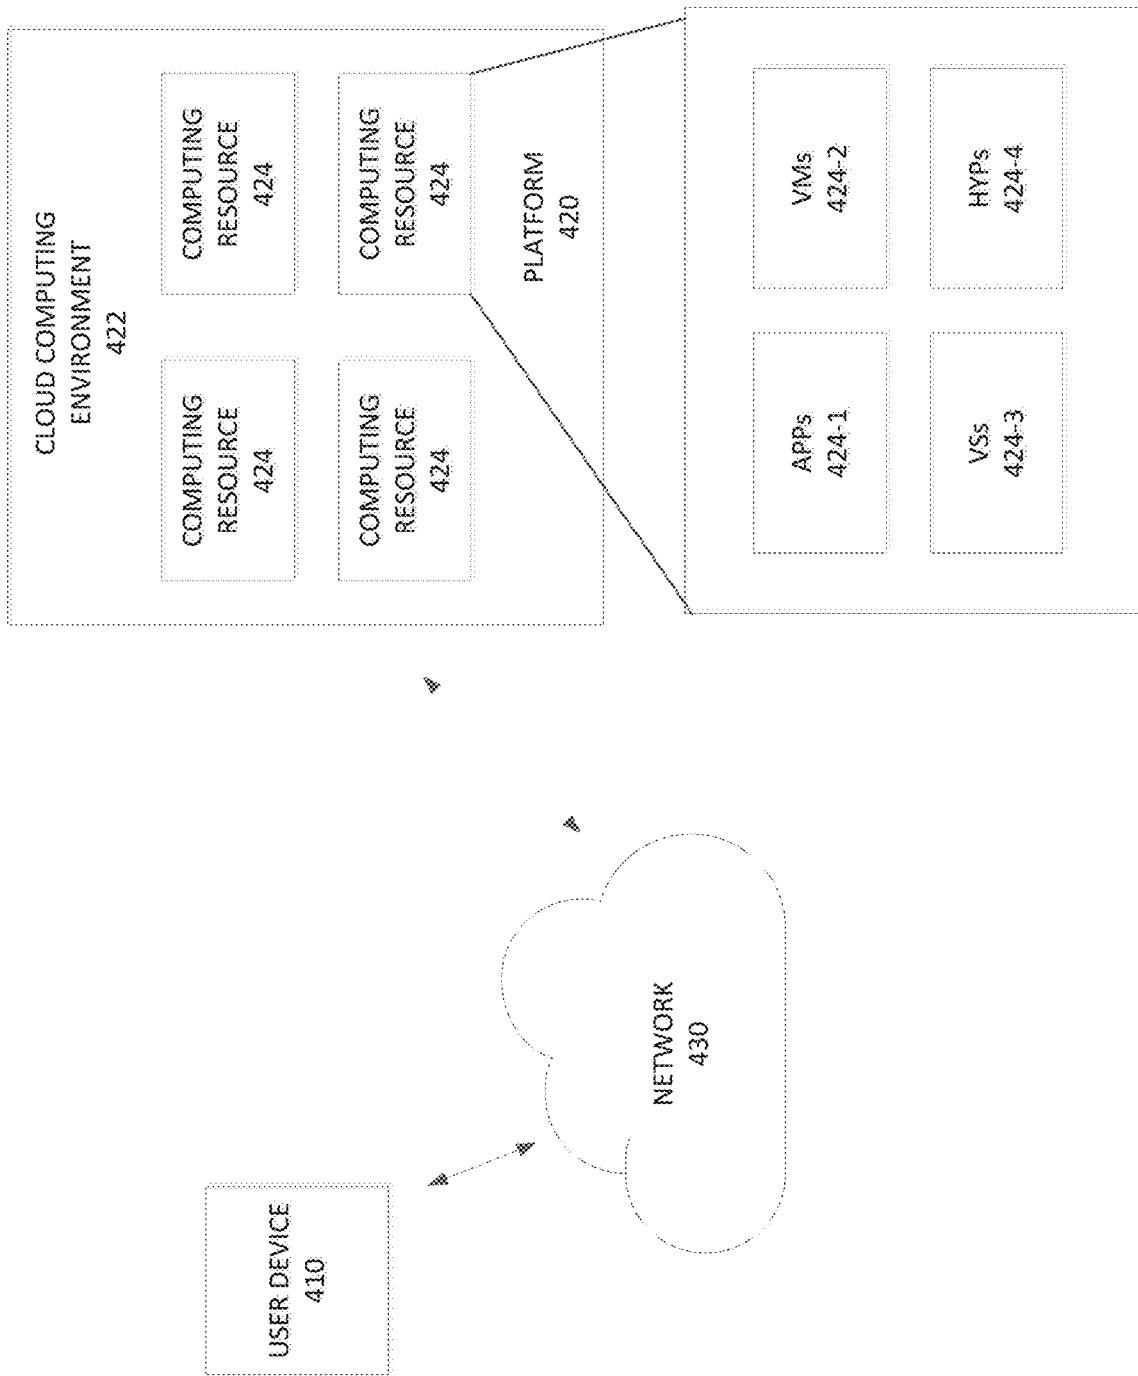 CLOUD COMPUTING
ENVIRONMENT
422
COMPUTING
RESOURCE
424
COMPUTING
RESOURCE
424
COMPUTING
RESOURCE
424
COMPUTING
RESOURCE
424
PLATFORM
420
APPs
424-1
VMs
424-2
VSs
424-3
HYPs
424-4
USER DEVICE
410
NETWORK
430